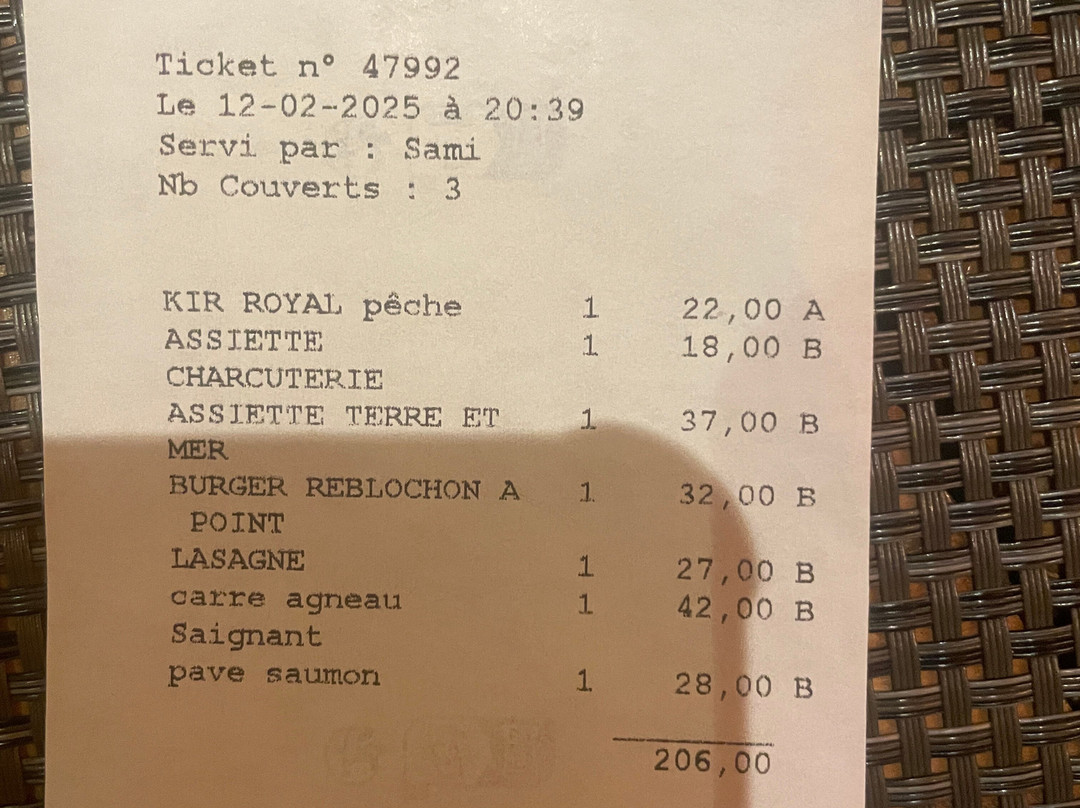 Ticket n° 47992
Le 12-02-2025 à 20:39
Servi par : Sami
Nb Couverts : 3
KIR ROYAL pêche 1 22,00 A
ASSIETTE 1 18,00 B
CHARCUTERIE
ASSIETTE TERRE ET 1 37,00 B
MER
BURGER REBLOCHON A 1 32,00 B
POINT
LASAGNE 1 27,00 B
carre agneau 1 42,00 B
Saignant
pave saumon 1 28,00 B
206,00